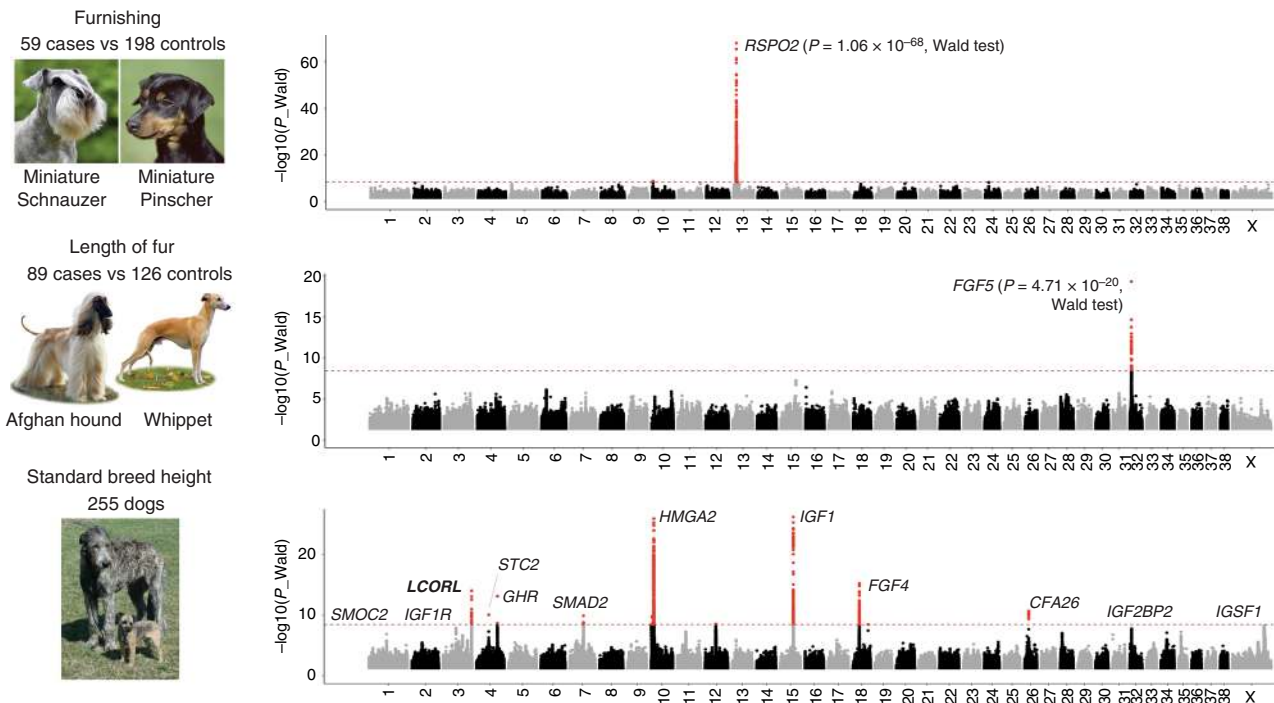 Furnishing
59 cases vs 198 controls
Miniature Schnauzer
Miniature Pinscher
−log10(P_Wald)
60
40
20
0
RSPO2 (P = 1.06 × 10–68, Wald test)
1 2 3 4 5 6 7 8 9 10 11 12 13 14 15 16 17 18 19 20 21 22 23 24 25 26 27 28 29 30 31 32 33 34 35 36 37 38 X
Length of fur
89 cases vs 126 controls
Afghan hound
Whippet
−log10(P_Wald)
20
15
10
5
0
FGF5 (P = 4.71 × 10–20,
Wald test)
1 2 3 4 5 6 7 8 9 10 11 12 13 14 15 16 17 18 19 20 21 22 23 24 25 26 27 28 29 30 31 32 33 34 35 36 37 38 X
Standard breed height
255 dogs
−log10(P_Wald)
20
10
0
HMGA2
IGF1
STC2
LCORL
GHR
FGF4
SMOC2
IGF1R
SMAD2
CFA26
IGF2BP2
IGSF1
1 2 3 4 5 6 7 8 9 10 11 12 13 14 15 16 17 18 19 20 21 22 23 24 25 26 27 28 29 30 31 32 33 34 35 36 37 38 X